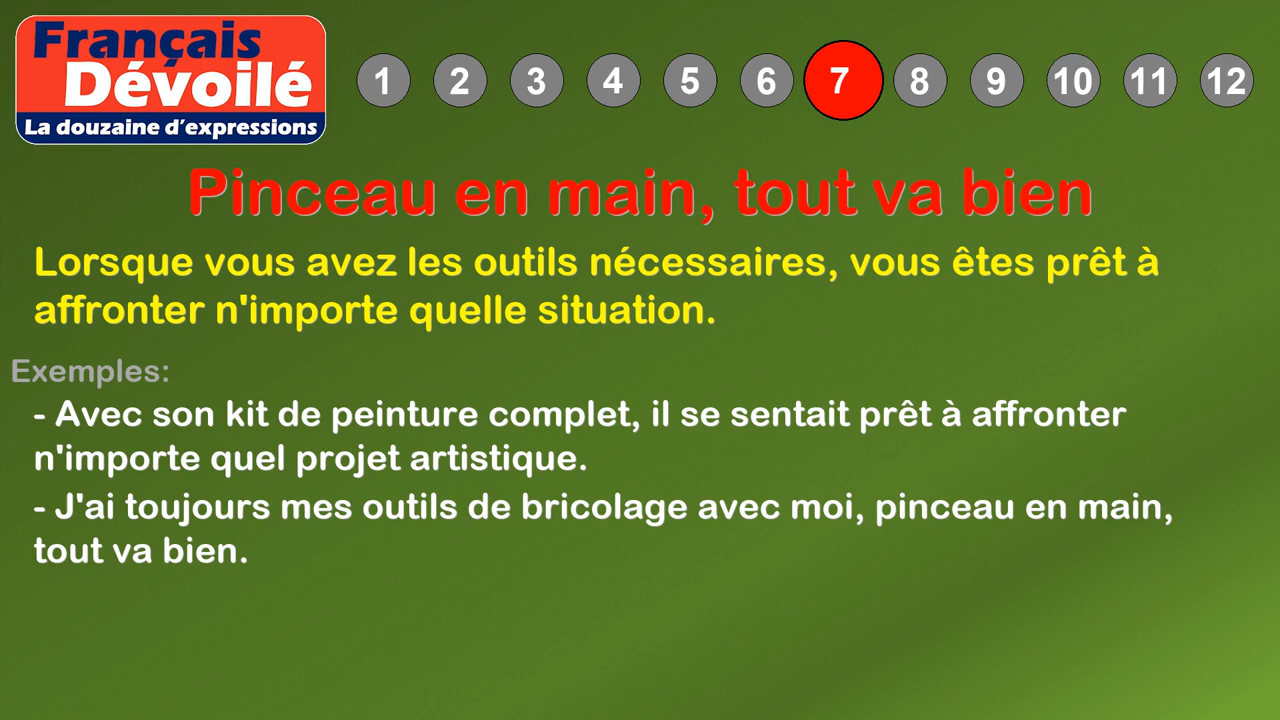 Français
Dévoilé
La douzaine d'expressions
1 2 3 4 5 6 7 8 9 10 11 12
Pinceau en main, tout va bien
Lorsque vous avez les outils nécessaires, vous êtes prêt à
affronter n'importe quelle situation.
Exemples:
- Avec son kit de peinture complet, il se sentait prêt à affronter
n'importe quel projet artistique.
- J'ai toujours mes outils de bricolage avec moi, pinceau en main,
tout va bien.